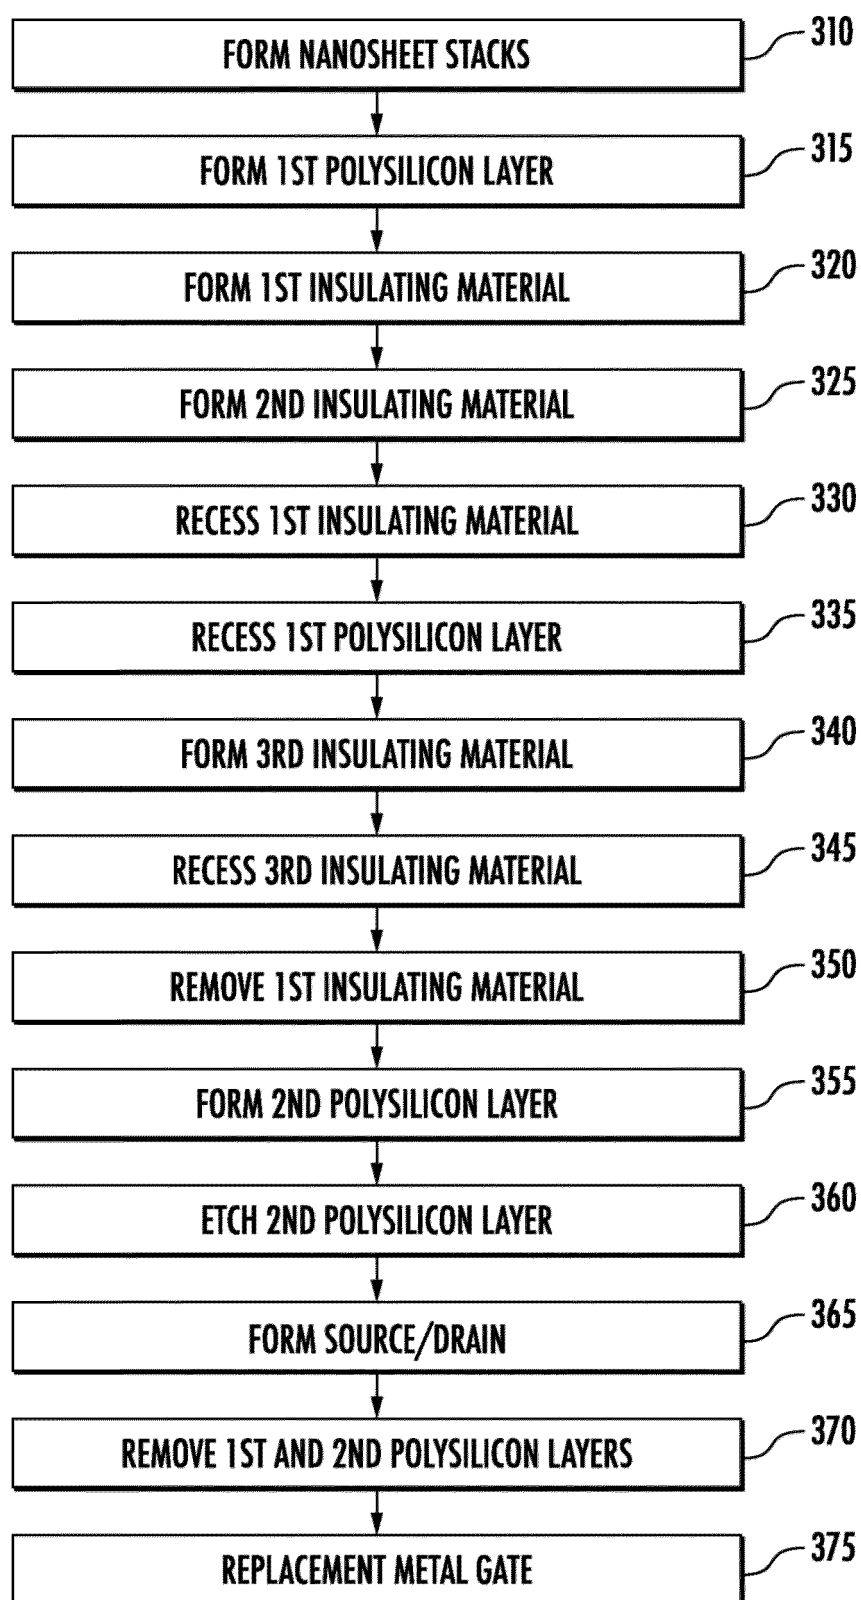 FORM NANOSHEET STACKS 310
FORM 1ST POLYSILICON LAYER 315
FORM 1ST INSULATING MATERIAL 320
FORM 2ND INSULATING MATERIAL 325
RECESS 1ST INSULATING MATERIAL 330
RECESS 1ST POLYSILICON LAYER 335
FORM 3RD INSULATING MATERIAL 340
RECESS 3RD INSULATING MATERIAL 345
REMOVE 1ST INSULATING MATERIAL 350
FORM 2ND POLYSILICON LAYER 355
ETCH 2ND POLYSILICON LAYER 360
FORM SOURCE/DRAIN 365
REMOVE 1ST AND 2ND POLYSILICON LAYERS 370
REPLACEMENT METAL GATE 375